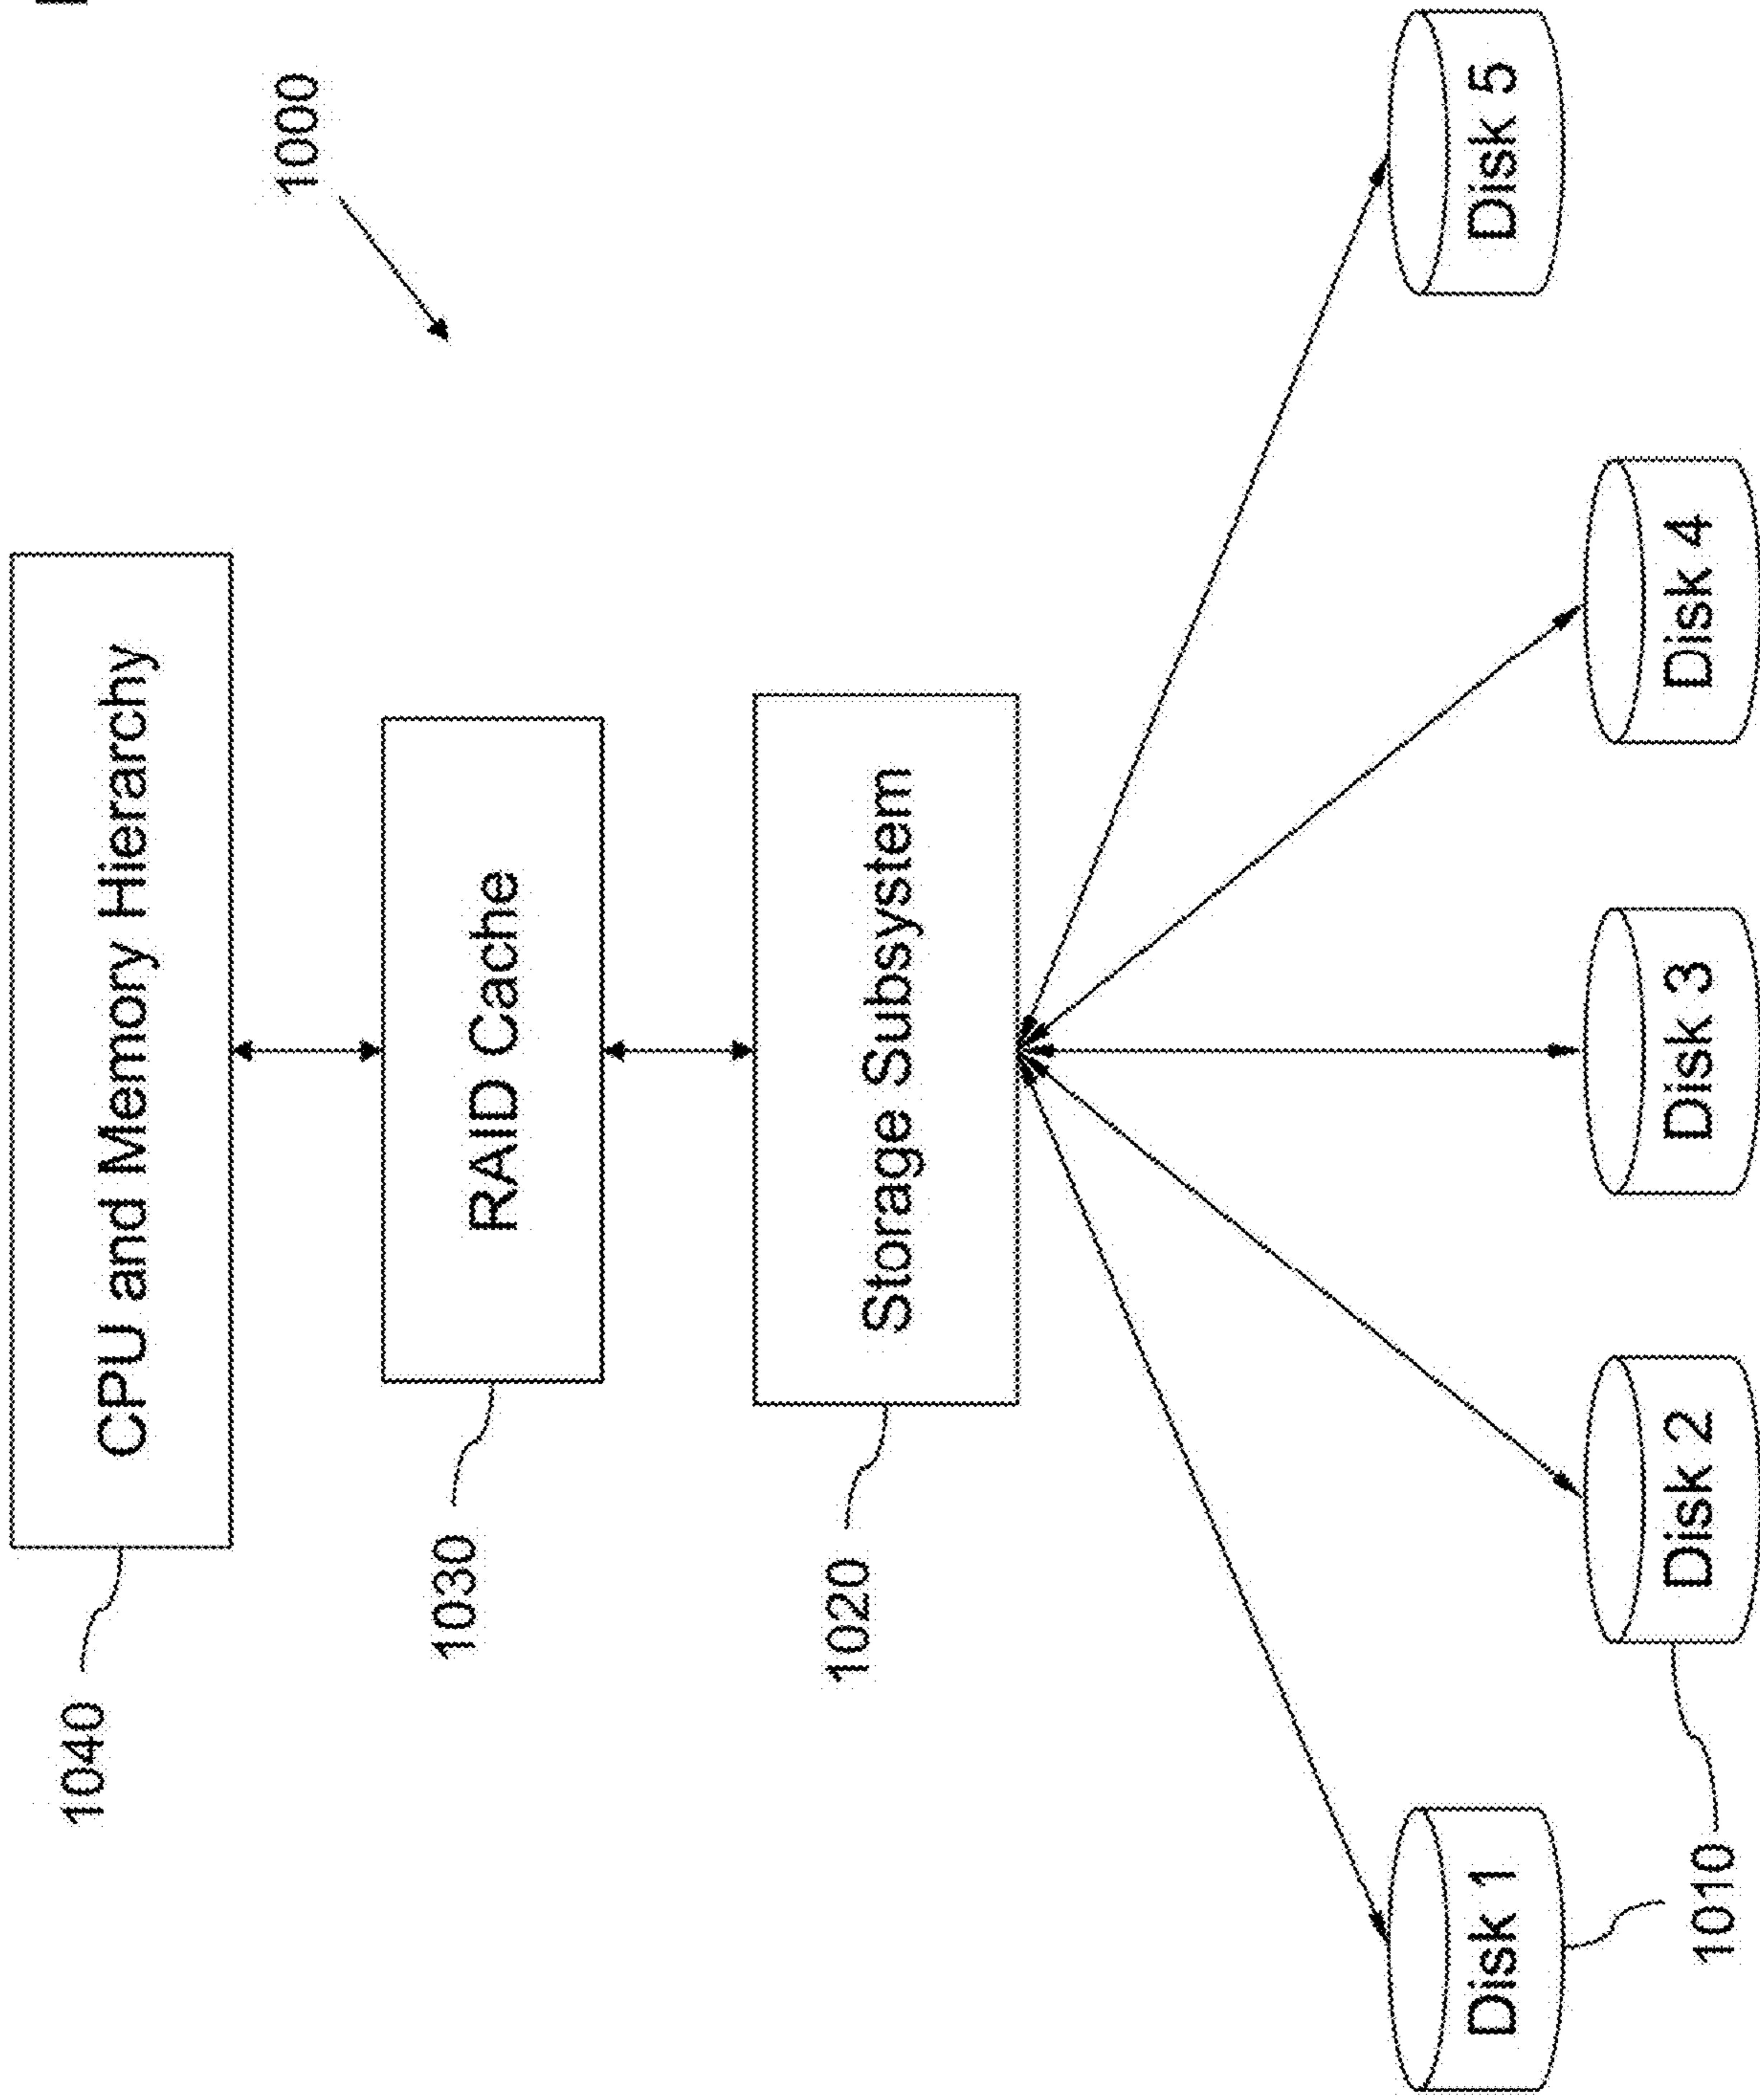 1000
1040
CPU and Memory Hierarchy
1030
RAID Cache
1020
Storage Subsystem
Disk 1
Disk 2
Disk 3
Disk 4
Disk 5
1010